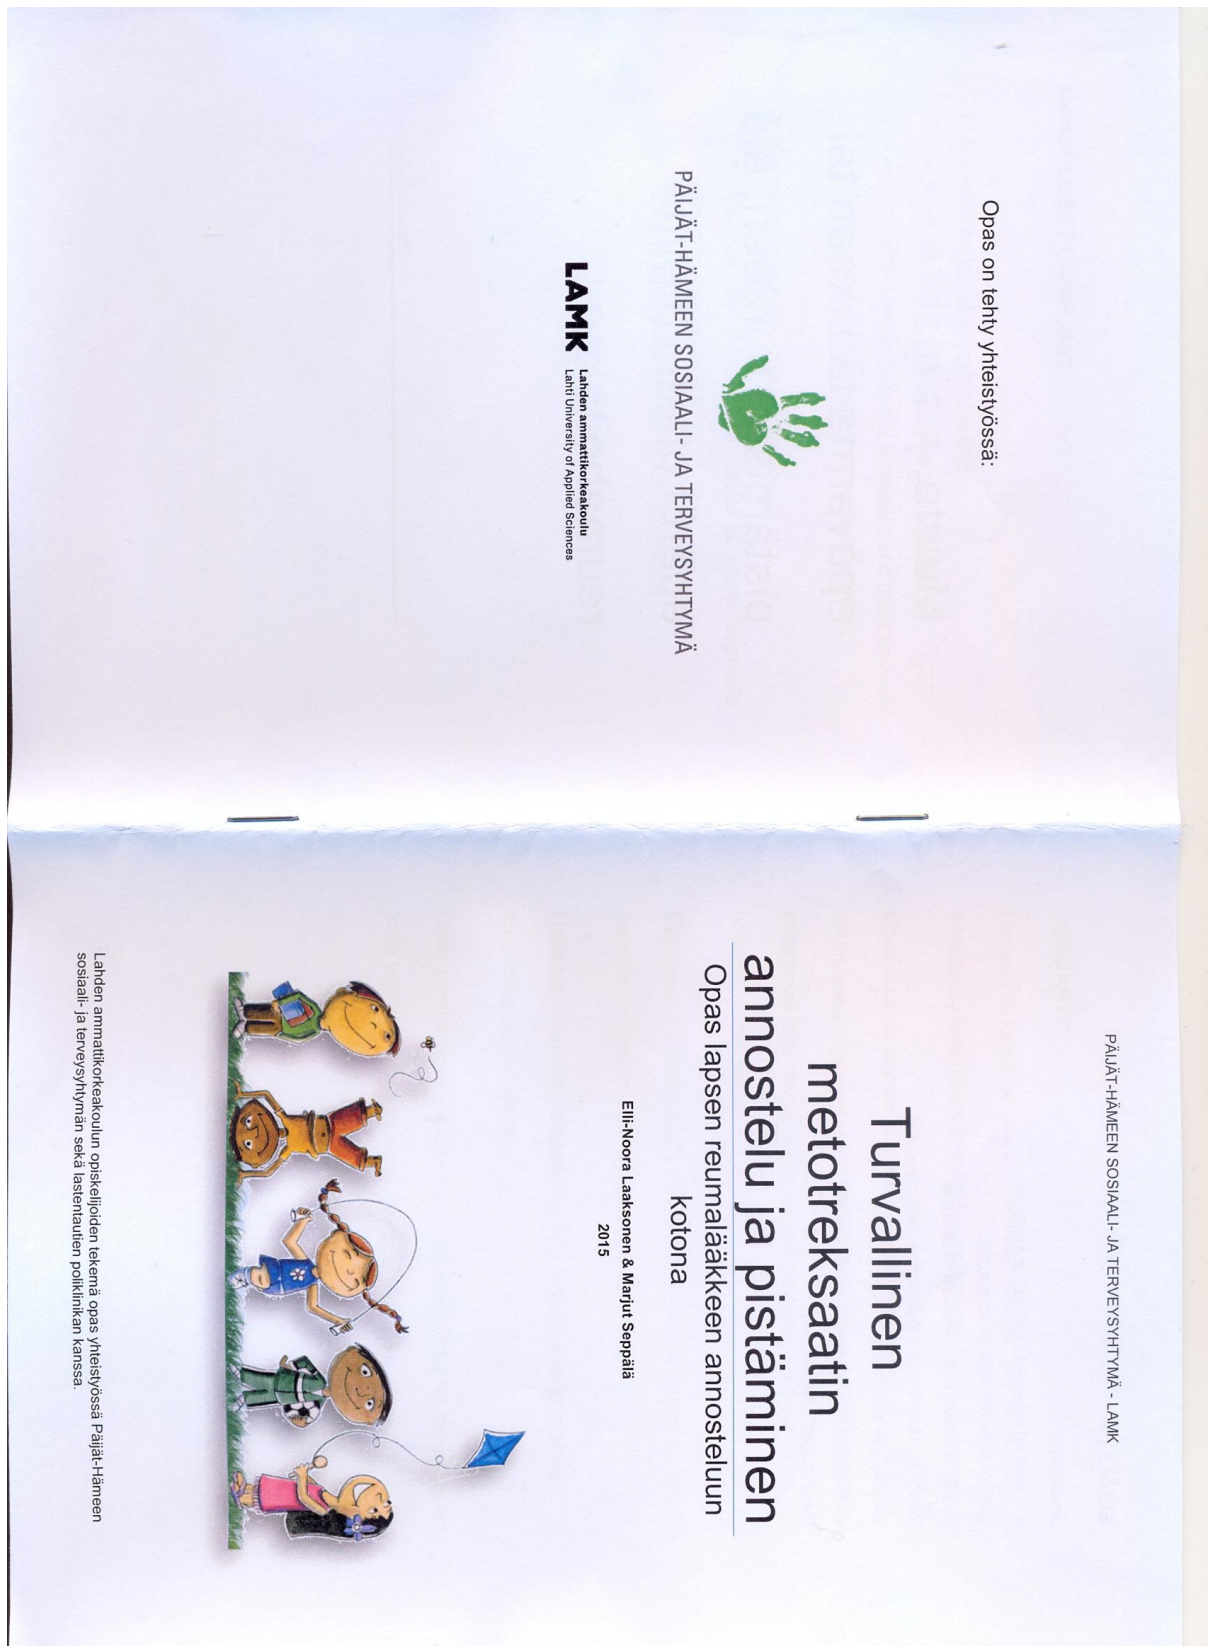 Opas on tehty yhteistyössä:
PÄIJÄT-HÄMEEN SOSIAALI- JA TERVEYSYHTYMÄ
LAMK
Lahden ammattikorkeakoulu
Lahti University of Applied Sciences
PÄIJÄT-HÄMEEN SOSIAALI- JA TERVEYSYHTYMÄ - LAMK
Turvallinen
metotreksaatin
annostelu ja pistäminen
Opas lapsen reumalääkkeen annosteluun
kotona
Elli-Noora Laaksonen & Marjut Seppälä
2015
Lahden ammattikorkeakoulun opiskelijoiden tekemä opas yhteistyössä Päijät-Hämeen
sosiaali- ja terveysyhtymän sekä lastentautien poliklinikan kanssa.